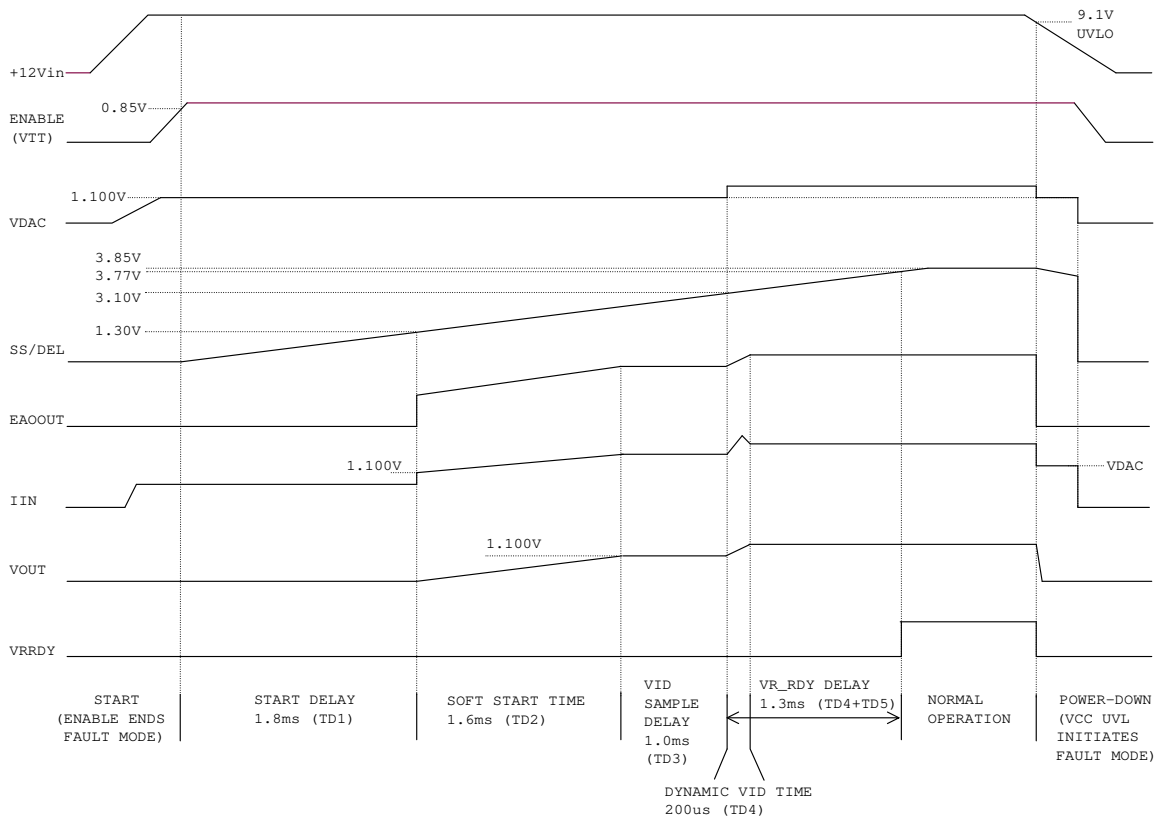 9.1V
UVLO
+12Vin
0.85V
ENABLE
(VTT)
1.100V
VDAC
3.85V
3.77V
3.10V
1.30V
SS/DEL
EAOOUT
1.100V
VDAC
IIN
1.100V
VOUT
VRRDY
START
(ENABLE ENDS
FAULT MODE)
START DELAY
1.8ms (TD1)
SOFT START TIME
1.6ms (TD2)
VID
SAMPLE
DELAY
1.0ms
(TD3)
VR_RDY DELAY
1.3ms (TD4+TD5)
NORMAL
OPERATION
POWER-DOWN
(VCC UVL
INITIATES
FAULT MODE)
DYNAMIC VID TIME
200us (TD4)